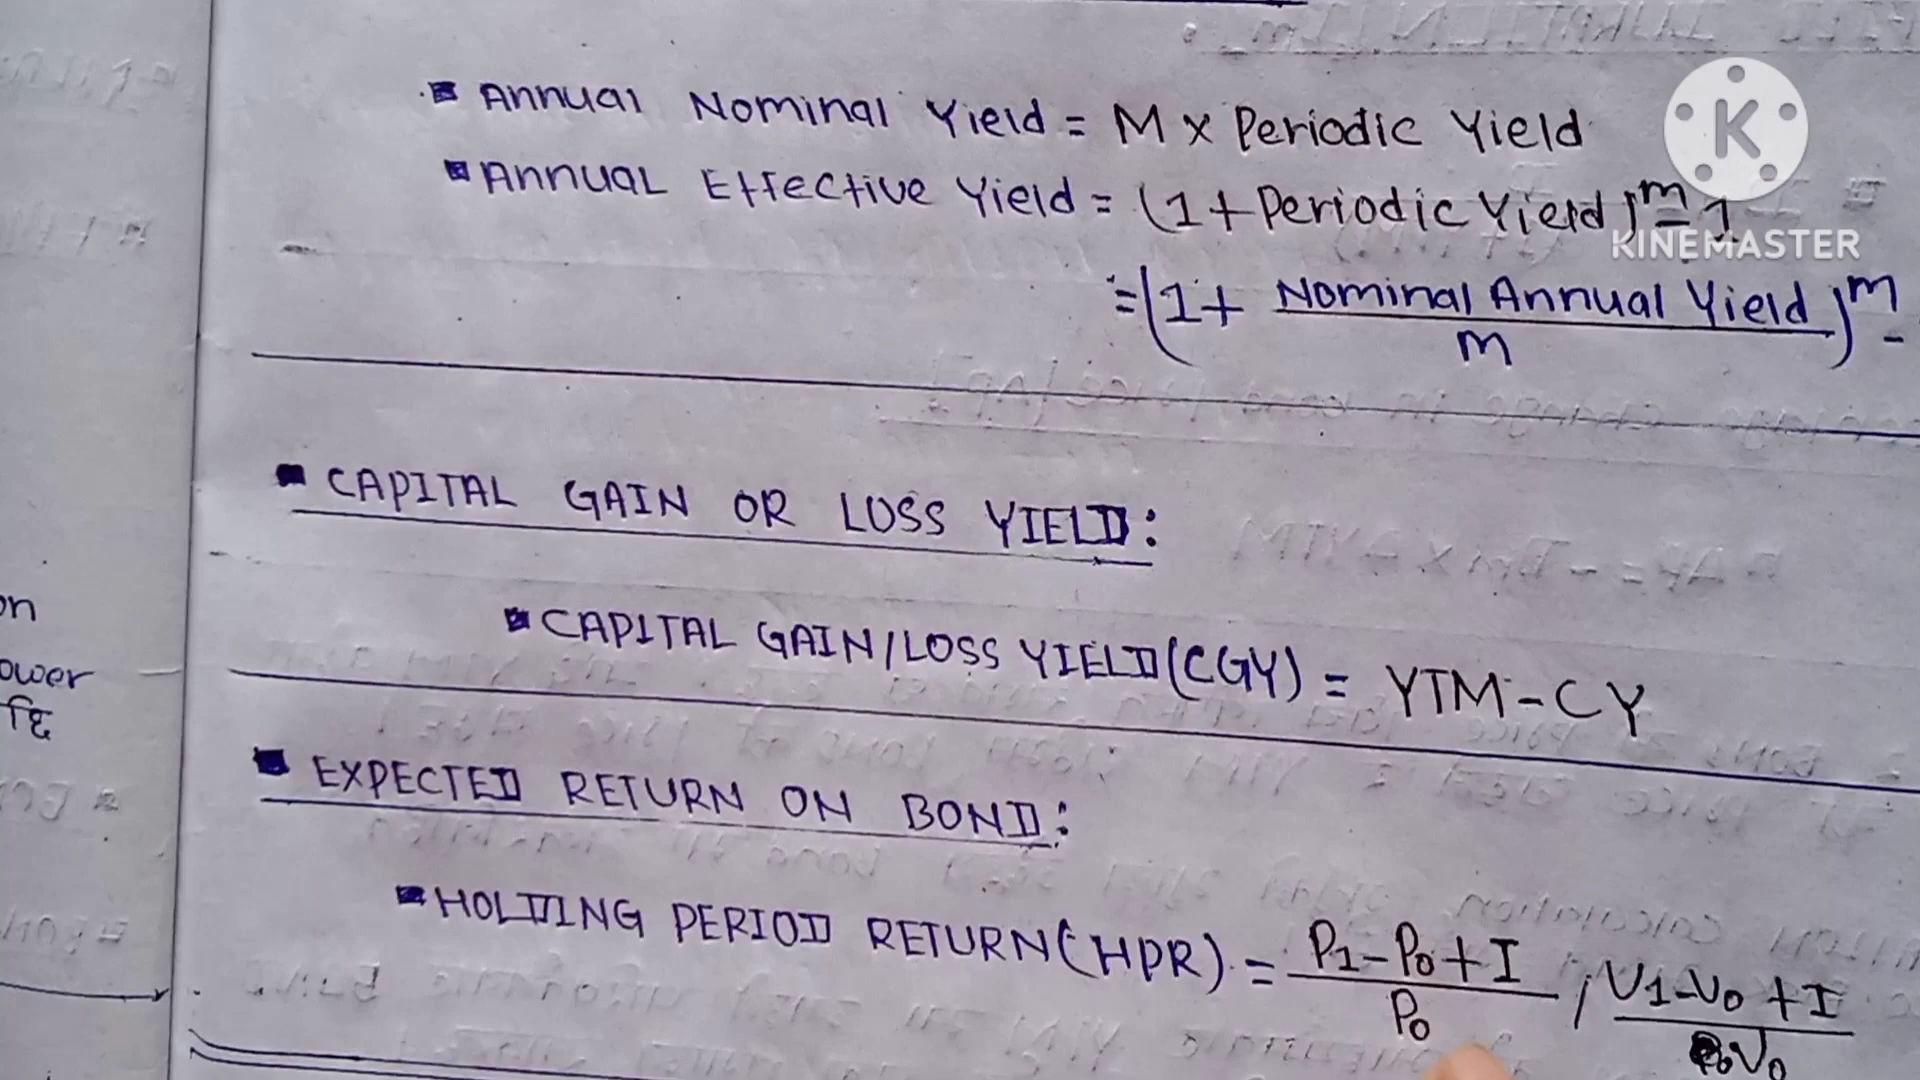 ▪ Annual Nominal Yield = M x Periodic Yield
▪ Annual Effective Yield = (1+Periodic Yield)^m - 1
KINEMASTER
= (1+ Nominal Annual Yield / m)^m -
▪ CAPITAL GAIN OR LOSS YIELD:
on
▪ CAPITAL GAIN/LOSS YIELD(CGY) = YTM-CY
ower
▪ EXPECTED RETURN ON BOND:
▪ HOLDING PERIOD RETURN(HPR) = P1-P0+I / P0 , V1-V0+I / V0